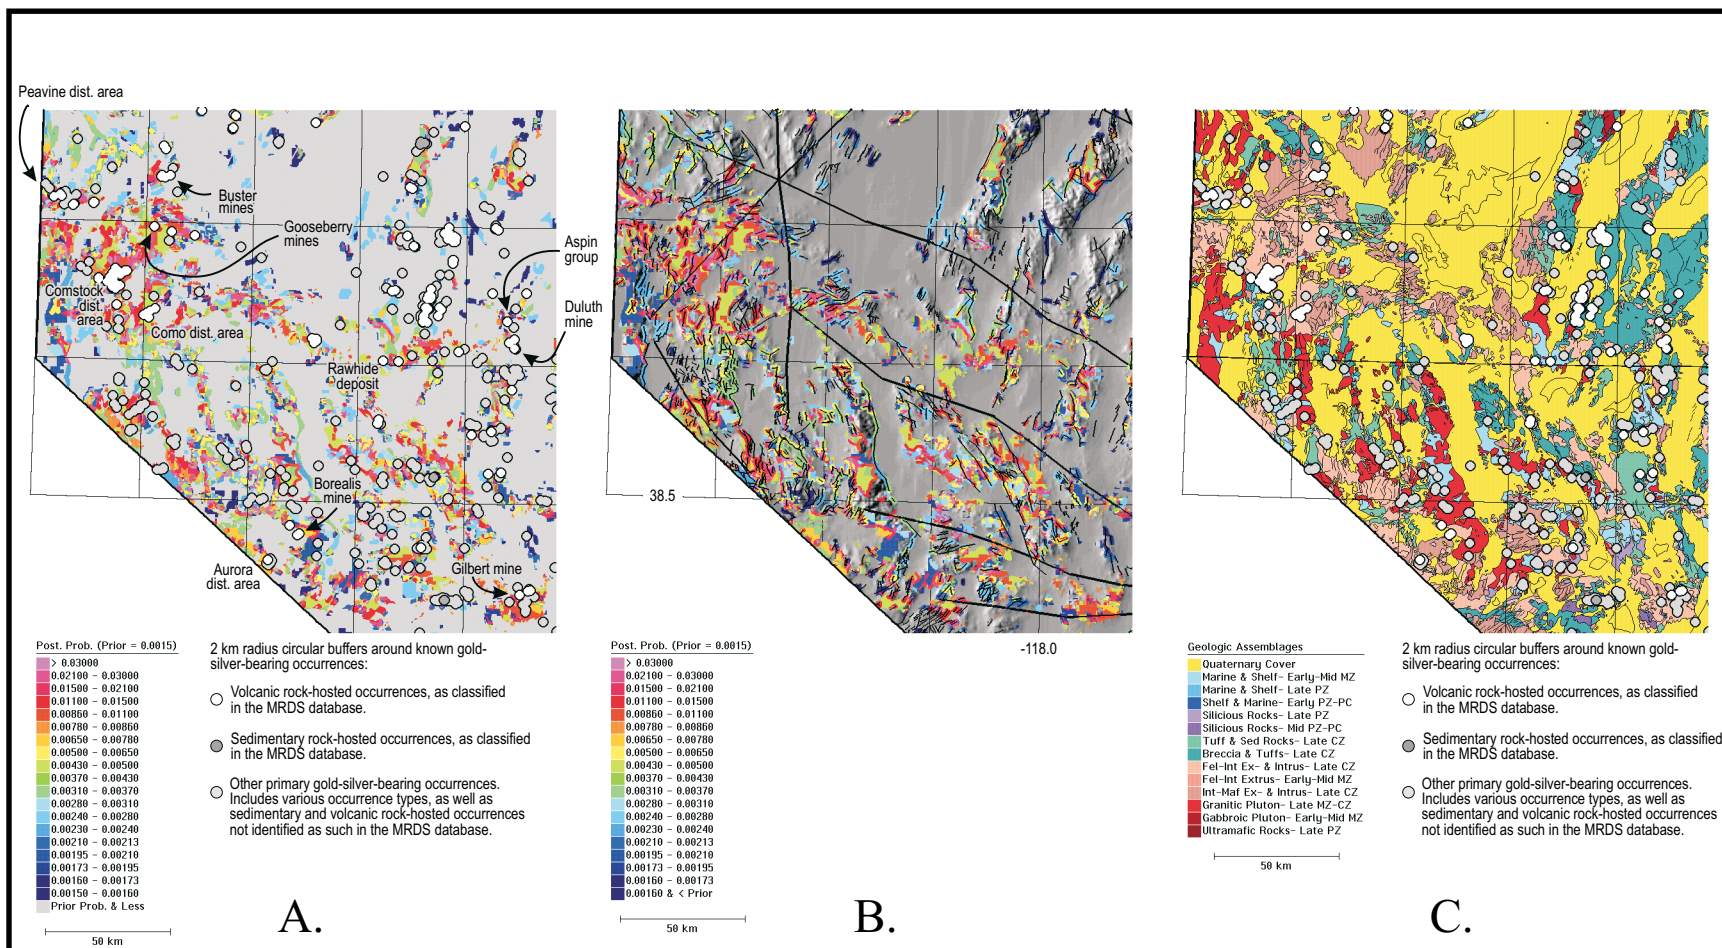 Peavine dist. area
Buster
mines
Gooseberry
mines
Aspin
group
Comstock
dist.
area
Duluth
mine
Como dist. area
Rawhide
deposit
Borealis
mine
Aurora
dist. area
Gilbert mine
Post. Prob. (Prior = 0.0015)
> 0.03000
0.02100 - 0.03000
0.01500 - 0.02100
0.01100 - 0.01500
0.00860 - 0.01100
0.00780 - 0.00860
0.00650 - 0.00780
0.00500 - 0.00650
0.00430 - 0.00500
0.00370 - 0.00430
0.00310 - 0.00370
0.00280 - 0.00310
0.00240 - 0.00280
0.00230 - 0.00240
0.00210 - 0.00213
0.00195 - 0.00210
0.00173 - 0.00195
0.00160 - 0.00173
0.00150 - 0.00160
Prior Prob. & Less
50 km
2 km radius circular buffers around known gold-
silver-bearing occurrences:
Volcanic rock-hosted occurrences, as classified
in the MRDS database.
Sedimentary rock-hosted occurrences, as classified
in the MRDS database.
Other primary gold-silver-bearing occurrences.
Includes various occurrence types, as well as
sedimentary and volcanic rock-hosted occurrences
not identified as such in the MRDS database.
A.
38.5
-118.0
Post. Prob. (Prior = 0.0015)
> 0.03000
0.02100 - 0.03000
0.01500 - 0.02100
0.01100 - 0.01500
0.00860 - 0.01100
0.00780 - 0.00860
0.00650 - 0.00780
0.00500 - 0.00650
0.00430 - 0.00500
0.00370 - 0.00430
0.00310 - 0.00370
0.00280 - 0.00310
0.00240 - 0.00280
0.00230 - 0.00240
0.00210 - 0.00213
0.00195 - 0.00210
0.00173 - 0.00195
0.00160 - 0.00173
0.00160 & < Prior
50 km
B.
Geologic Assemblages
Quaternary Cover
Marine & Shelf- Early-Mid MZ
Marine & Shelf- Late PZ
Shelf & Marine- Early PZ-PC
Silicious Rocks- Late PZ
Silicious Rocks- Mid PZ-PC
Tuff & Sed Rocks- Late CZ
Breccia & Tuffs- Late CZ
Fel-Int Ex- & Intrus- Late CZ
Fel-Int Extrus- Early-Mid MZ
Int-Maf Ex- & Intrus- Late CZ
Granitic Pluton- Late MZ-CZ
Gabbroic Pluton- Early-Mid MZ
Ultramafic Rocks- Late PZ
50 km
2 km radius circular buffers around known gold-
silver-bearing occurrences:
Volcanic rock-hosted occurrences, as classified
in the MRDS database.
Sedimentary rock-hosted occurrences, as classified
in the MRDS database.
Other primary gold-silver-bearing occurrences.
Includes various occurrence types, as well as
sedimentary and volcanic rock-hosted occurrences
not identified as such in the MRDS database.
C.